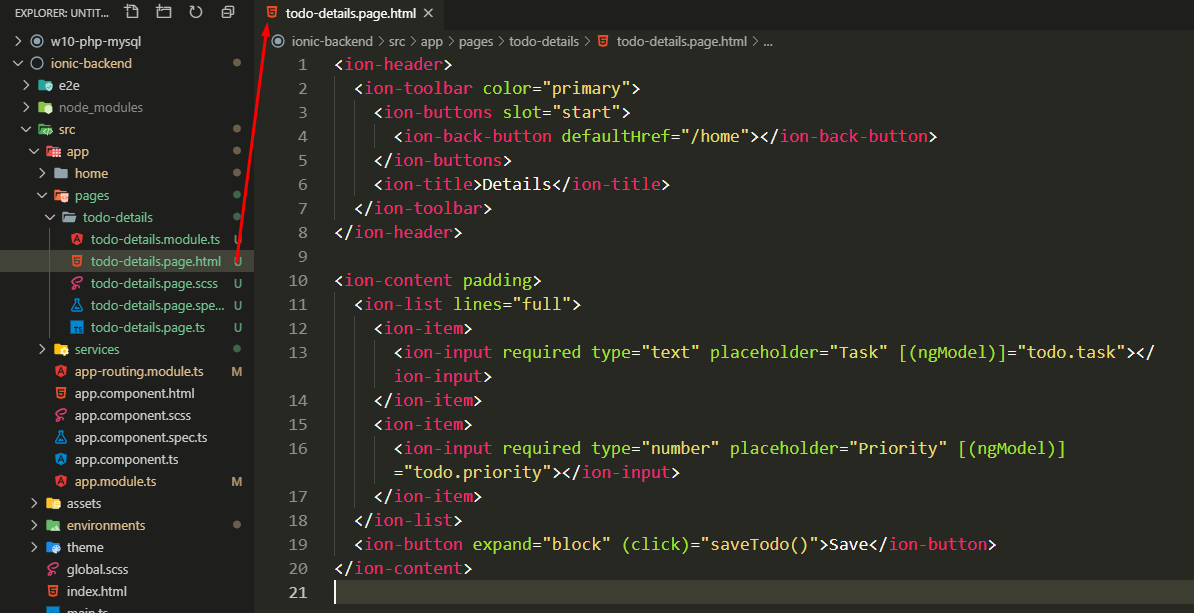 EXPLORER: UNTIT...
w10-php-mysql
ionic-backend
e2e
node_modules
src
app
home
pages
todo-details
todo-details.module.ts U
todo-details.page.html U
todo-details.page.scss U
todo-details.page.spe... U
todo-details.page.ts U
services
app-routing.module.ts M
app.component.html
app.component.scss
app.component.spec.ts
app.component.ts
app.module.ts M
assets
environments
theme
global.scss
index.html
main.ts
todo-details.page.html ×
ionic-backend > src > app > pages > todo-details > todo-details.page.html > ...
1 <ion-header>
2 <ion-toolbar color="primary">
3 <ion-buttons slot="start">
4 <ion-back-button defaultHref="/home"></ion-back-button>
5 </ion-buttons>
6 <ion-title>Details</ion-title>
7 </ion-toolbar>
8 </ion-header>
9
10 <ion-content padding>
11 <ion-list lines="full">
12 <ion-item>
13 <ion-input required type="text" placeholder="Task" [(ngModel)]="todo.task"></
ion-input>
14 </ion-item>
15 <ion-item>
16 <ion-input required type="number" placeholder="Priority" [(ngModel)]
="todo.priority"></ion-input>
17 </ion-item>
18 </ion-list>
19 <ion-button expand="block" (click)="saveTodo()">Save</ion-button>
20 </ion-content>
21